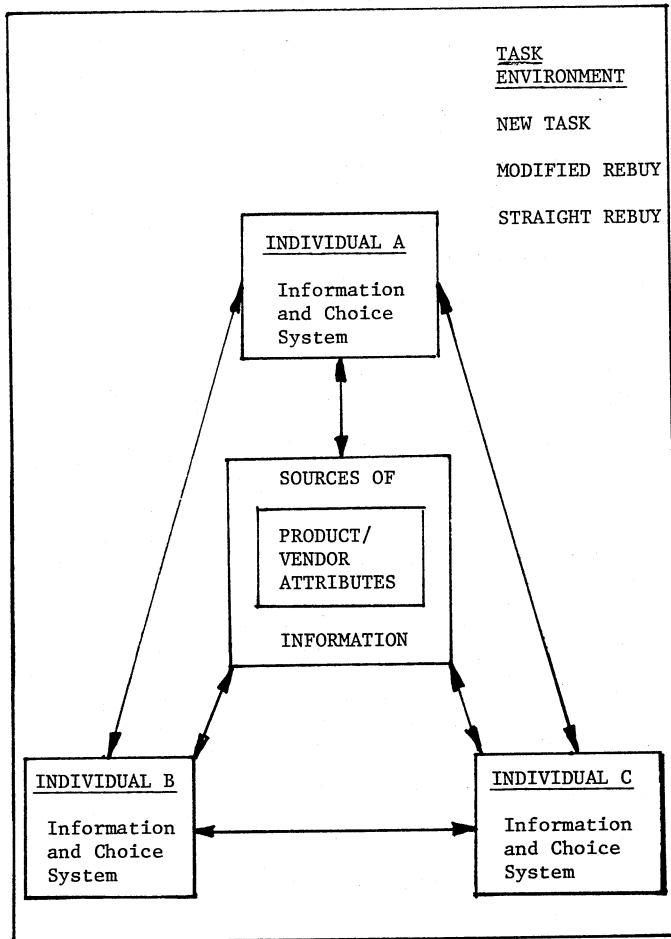 TASK
ENVIRONMENT
NEW TASK
MODIFIED REBUY
STRAIGHT REBUY
INDIVIDUAL A
Information
and Choice
System
SOURCES OF
PRODUCT/
VENDOR
ATTRIBUTES
INFORMATION
INDIVIDUAL B
Information
and Choice
System
INDIVIDUAL C
Information
and Choice
System